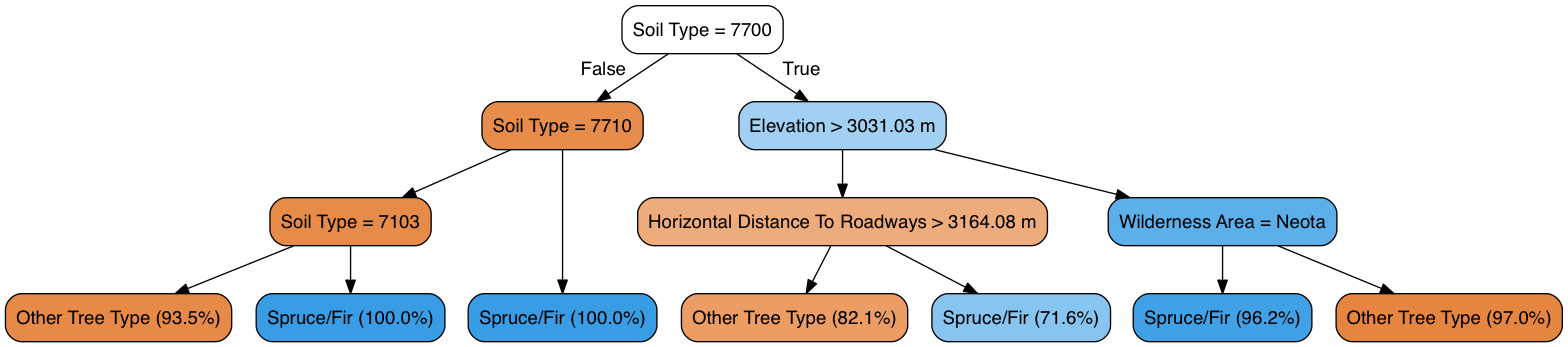 Soil Type = 7700
False
True
Soil Type = 7710
Elevation > 3031.03 m
Soil Type = 7103
Horizontal Distance To Roadways > 3164.08 m
Wilderness Area = Neota
Other Tree Type (93.5%)
Spruce/Fir (100.0%)
Spruce/Fir (100.0%)
Other Tree Type (82.1%)
Spruce/Fir (71.6%)
Spruce/Fir (96.2%)
Other Tree Type (97.0%)